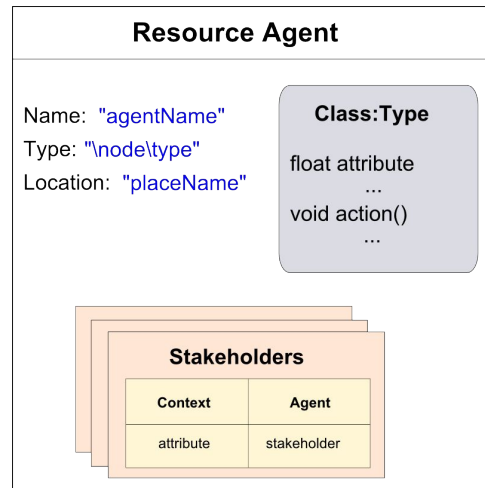 Resource Agent
Name: "agentName"
Type: "\node\type"
Location: "placeName"
Class:Type
float attribute
...
void action()
...
Stakeholders
Context Agent
attribute stakeholder